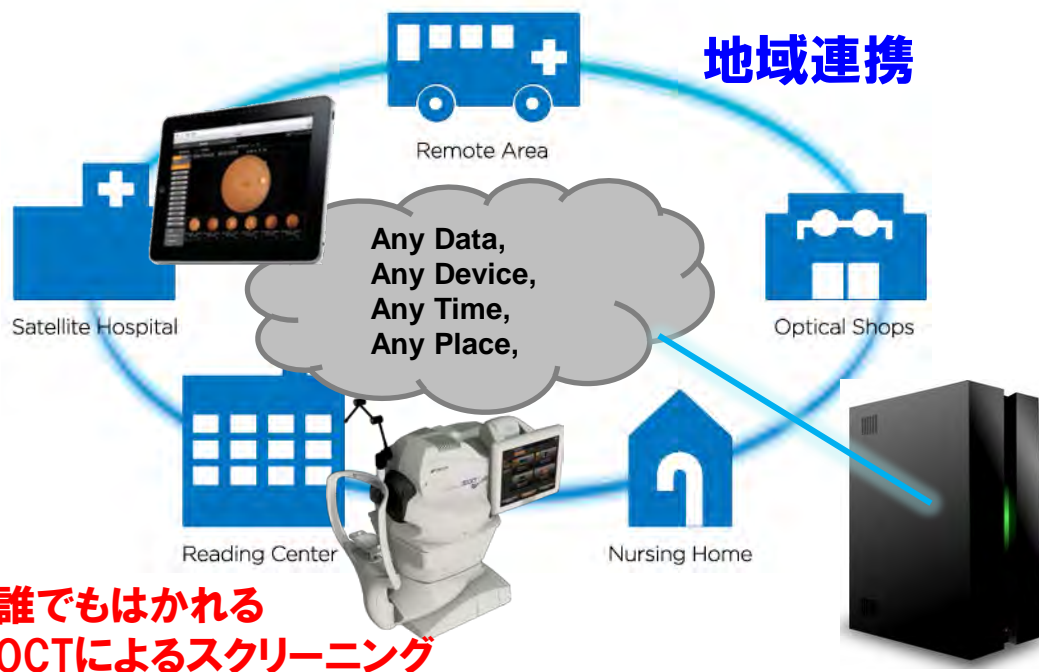 地域連携
Remote Area
Any Data,
Any Device,
Any Time,
Any Place,
Satellite Hospital
Optical Shops
Reading Center
Nursing Home
誰でもはかれる
OCTによるスクリーニング